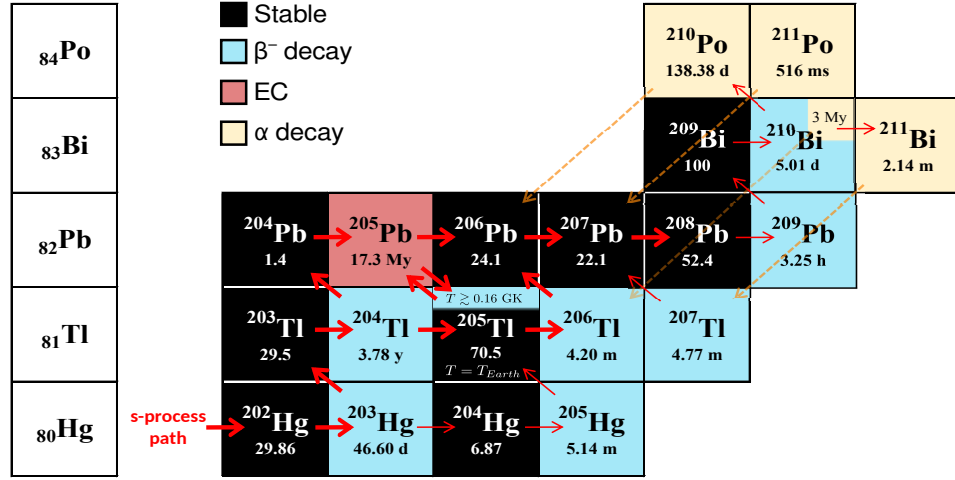 Stable
β⁻ decay
EC
α decay
₈₄Po
₈₃Bi
₈₂Pb
₈₁Tl
₈₀Hg
²¹⁰Po
138.38 d
²¹¹Po
516 ms
²⁰⁹Bi
100
²¹⁰Bi
5.01 d
3 My
²¹¹Bi
2.14 m
²⁰⁴Pb
1.4
²⁰⁵Pb
17.3 My
²⁰⁶Pb
24.1
²⁰⁷Pb
22.1
²⁰⁸Pb
52.4
²⁰⁹Pb
3.25 h
²⁰³Tl
29.5
²⁰⁴Tl
3.78 y
T ≳ 0.16 GK
²⁰⁵Tl
70.5
T = T_Earth
²⁰⁶Tl
4.20 m
²⁰⁷Tl
4.77 m
s-process
path
²⁰²Hg
29.86
²⁰³Hg
46.60 d
²⁰⁴Hg
6.87
²⁰⁵Hg
5.14 m